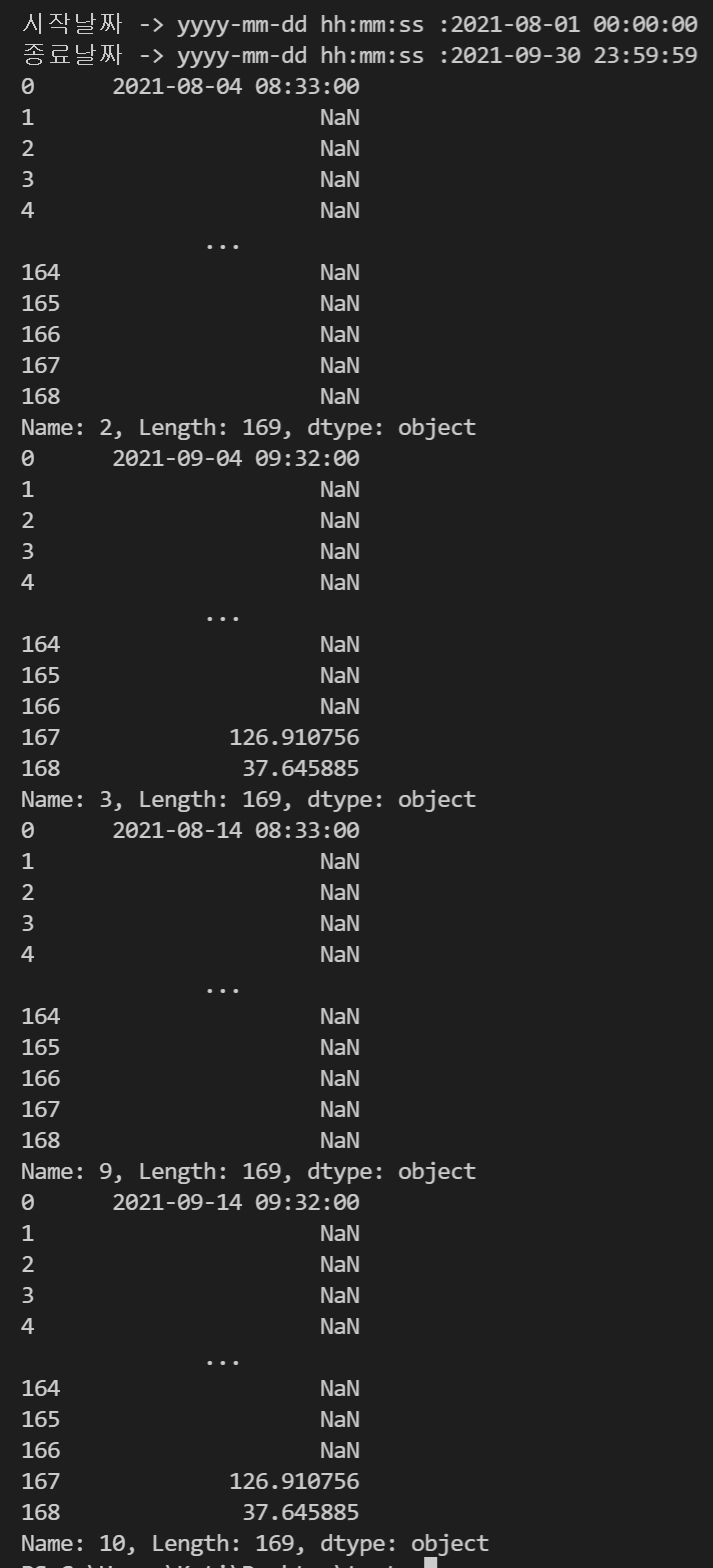 시작날짜 -> yyyy-mm-dd hh:mm:ss :2021-08-01 00:00:00
종료날짜 -> yyyy-mm-dd hh:mm:ss :2021-09-30 23:59:59
0 2021-08-04 08:33:00
1 NaN
2 NaN
3 NaN
4 NaN
...
164 NaN
165 NaN
166 NaN
167 NaN
168 NaN
Name: 2, Length: 169, dtype: object
0 2021-09-04 09:32:00
1 NaN
2 NaN
3 NaN
4 NaN
...
164 NaN
165 NaN
166 NaN
167 126.910756
168 37.645885
Name: 3, Length: 169, dtype: object
0 2021-08-14 08:33:00
1 NaN
2 NaN
3 NaN
4 NaN
...
164 NaN
165 NaN
166 NaN
167 NaN
168 NaN
Name: 9, Length: 169, dtype: object
0 2021-09-14 09:32:00
1 NaN
2 NaN
3 NaN
4 NaN
...
164 NaN
165 NaN
166 NaN
167 126.910756
168 37.645885
Name: 10, Length: 169, dtype: object